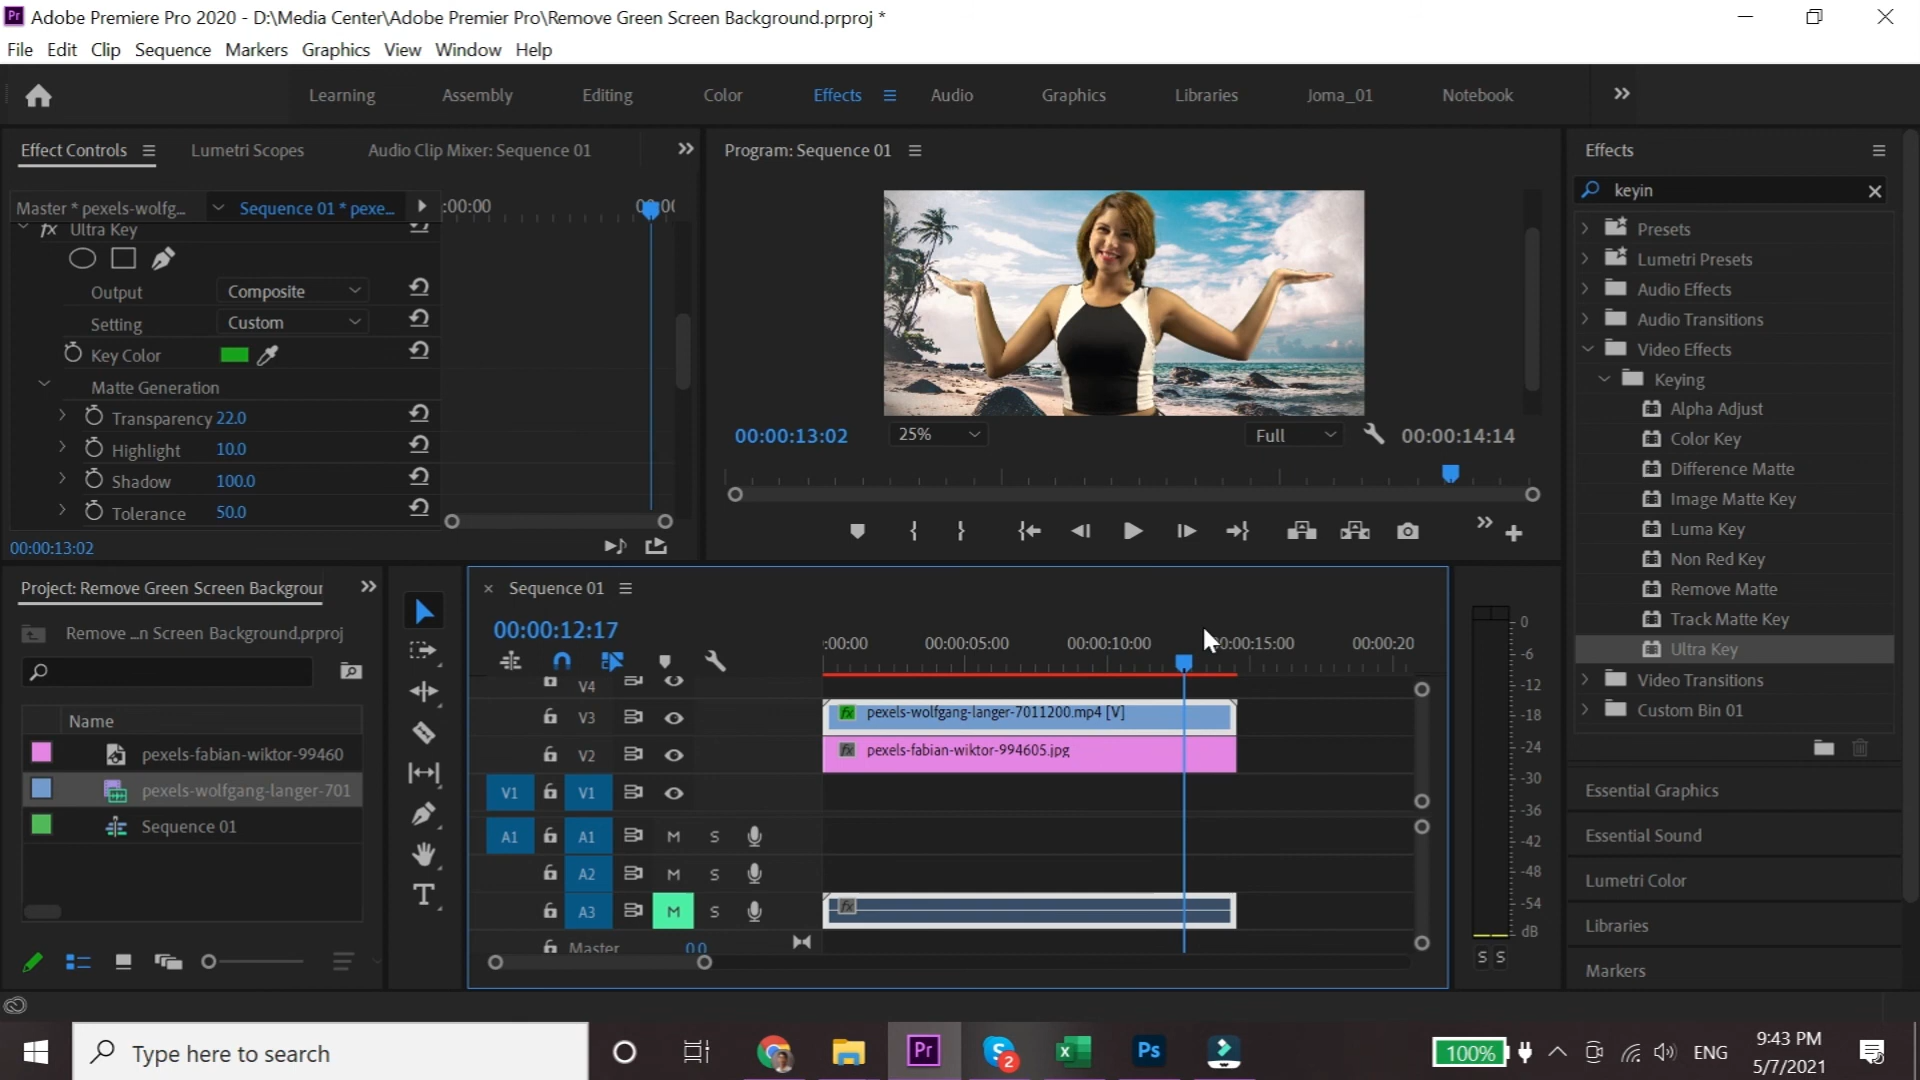 Pr Adobe Premiere Pro 2020 - D:\Media Center\Adobe Premier Pro\Remove Green Screen Background.prproj *
File Edit Clip Sequence Markers Graphics View Window Help
Learning Assembly Editing Color Effects Audio Graphics Libraries Joma_01 Notebook
Effect Controls Lumetri Scopes Audio Clip Mixer: Sequence 01
Master * pexels-wolfg... Sequence 01 * pexe... :00:00
fx Ultra Key
Output Composite
Setting Custom
Key Color
Matte Generation
Transparency 22.0
Highlight 10.0
Shadow 100.0
Tolerance 50.0
00:00:13:02
Program: Sequence 01
00:00:13:02 25% Full 00:00:14:14
Effects
keyin
Presets
Lumetri Presets
Audio Effects
Audio Transitions
Video Effects
Keying
Alpha Adjust
Color Key
Difference Matte
Image Matte Key
Luma Key
Non Red Key
Remove Matte
Track Matte Key
Ultra Key
Video Transitions
Custom Bin 01
Essential Graphics
Essential Sound
Lumetri Color
Libraries
Markers
Project: Remove Green Screen Backgroun
Remove ...n Screen Background.prproj
Name
pexels-fabian-wiktor-99460
pexels-wolfgang-langer-701
Sequence 01
Sequence 01
00:00:12:17
:00:00 00:00:05:00 00:00:10:00 00:00:15:00 00:00:20
V4
V3 fx pexels-wolfgang-langer-7011200.mp4 [V]
V2 fx pexels-fabian-wiktor-994605.jpg
V1 V1
A1 A1 M S
A2 M S
A3 M S fx
Master 0.0
0
-6
-12
-18
-24
-30
-36
-42
-48
-54
dB
S S
Type here to search
Pr
S 2
Ps
100%
ENG
9:43 PM
5/7/2021